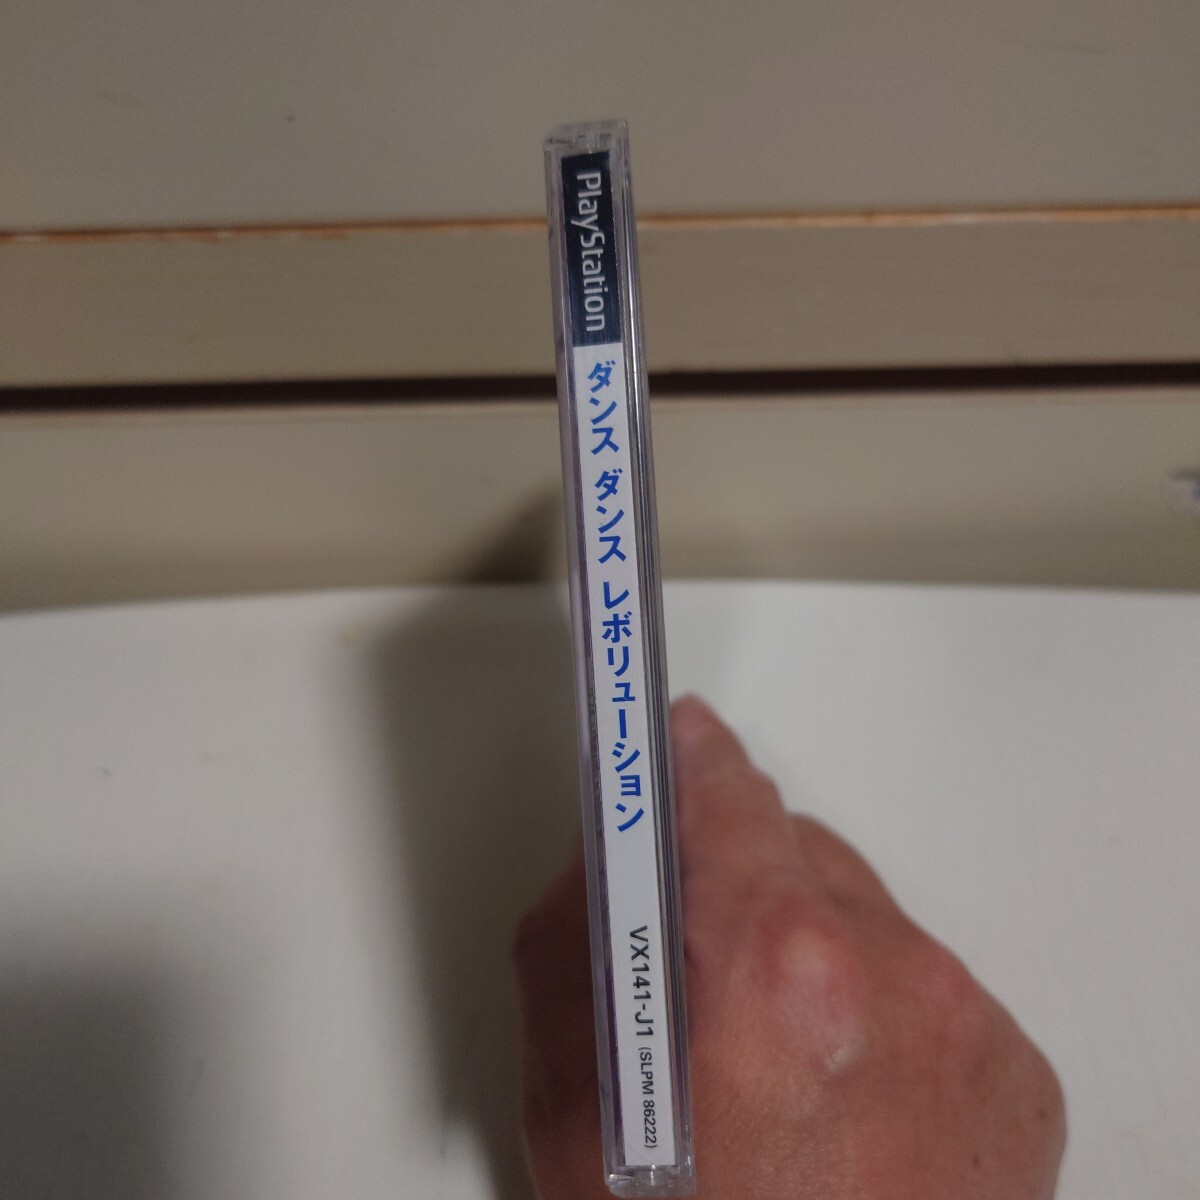 PlayStation
ダンス ダンス レボリューション
VX141-J1 (SLPM 86222)